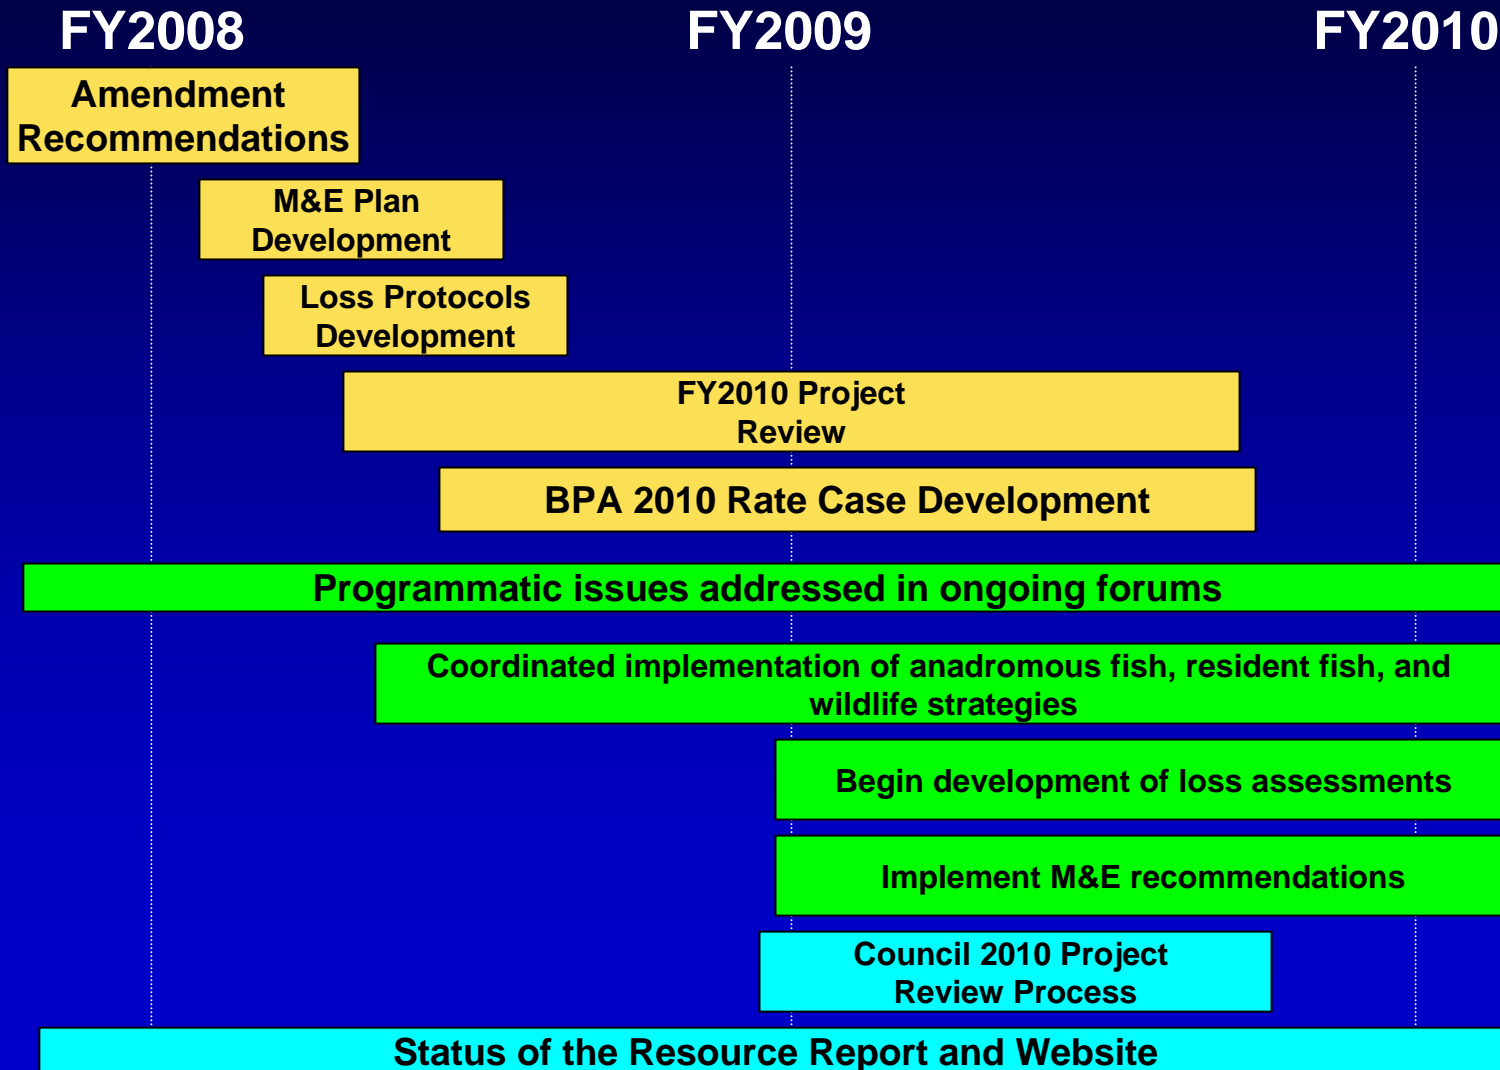 FY2008 FY2009 FY2010
Amendment
Recommendations
M&E Plan
Development
Loss Protocols
Development
FY2010 Project
Review
BPA 2010 Rate Case Development
Programmatic issues addressed in ongoing forums
Coordinated implementation of anadromous fish, resident fish, and
wildlife strategies
Begin development of loss assessments
Implement M&E recommendations
Council 2010 Project
Review Process
Status of the Resource Report and Website